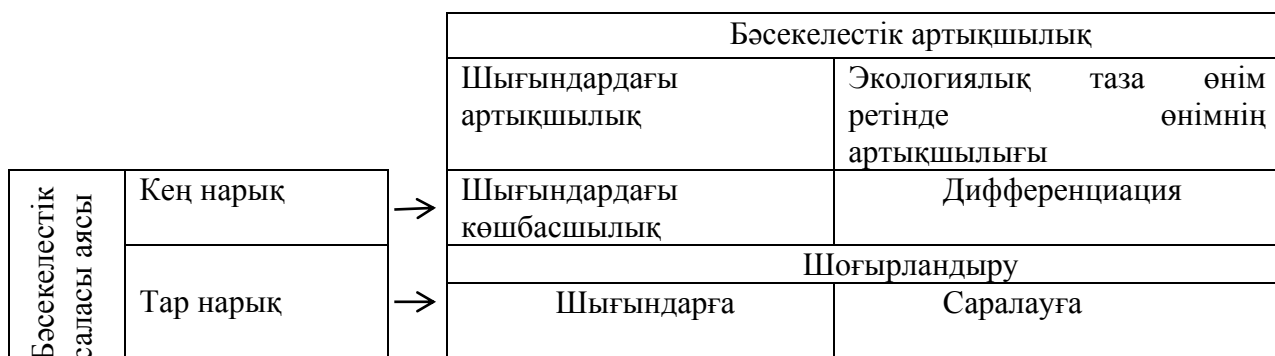 Бәсекелестік артықшылық
Шығындардағы
артықшылық
Экологиялық таза өнім
ретінде өнімнің
артықшылығы
Бәсекелестік
саласы аясы
Кең нарық
Шығындардағы
көшбасшылық
Дифференциация
Тар нарық
Шоғырландыру
Шығындарға
Саралауға